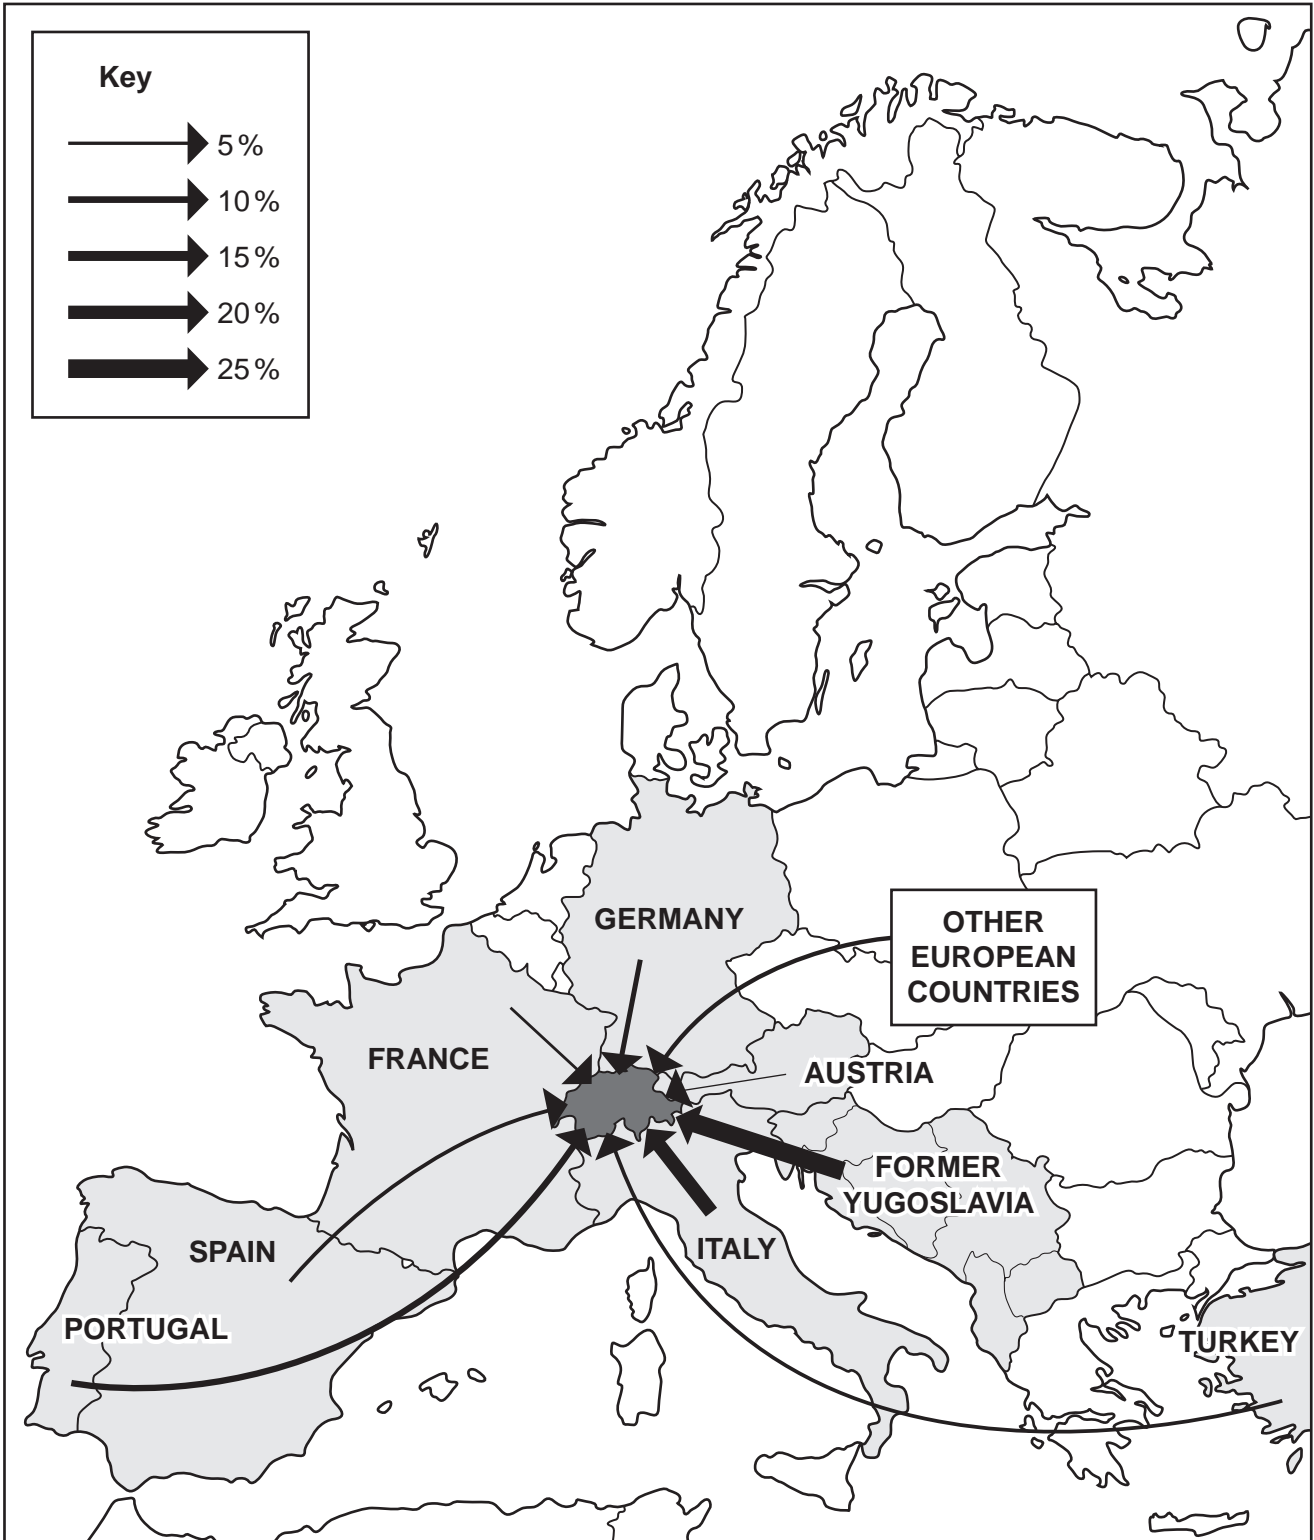 Key
5 %
10 %
15 %
20 %
25 %
GERMANY
OTHER
EUROPEAN
COUNTRIES
FRANCE
AUSTRIA
FORMER
YUGOSLAVIA
SPAIN
ITALY
PORTUGAL
TURKEY